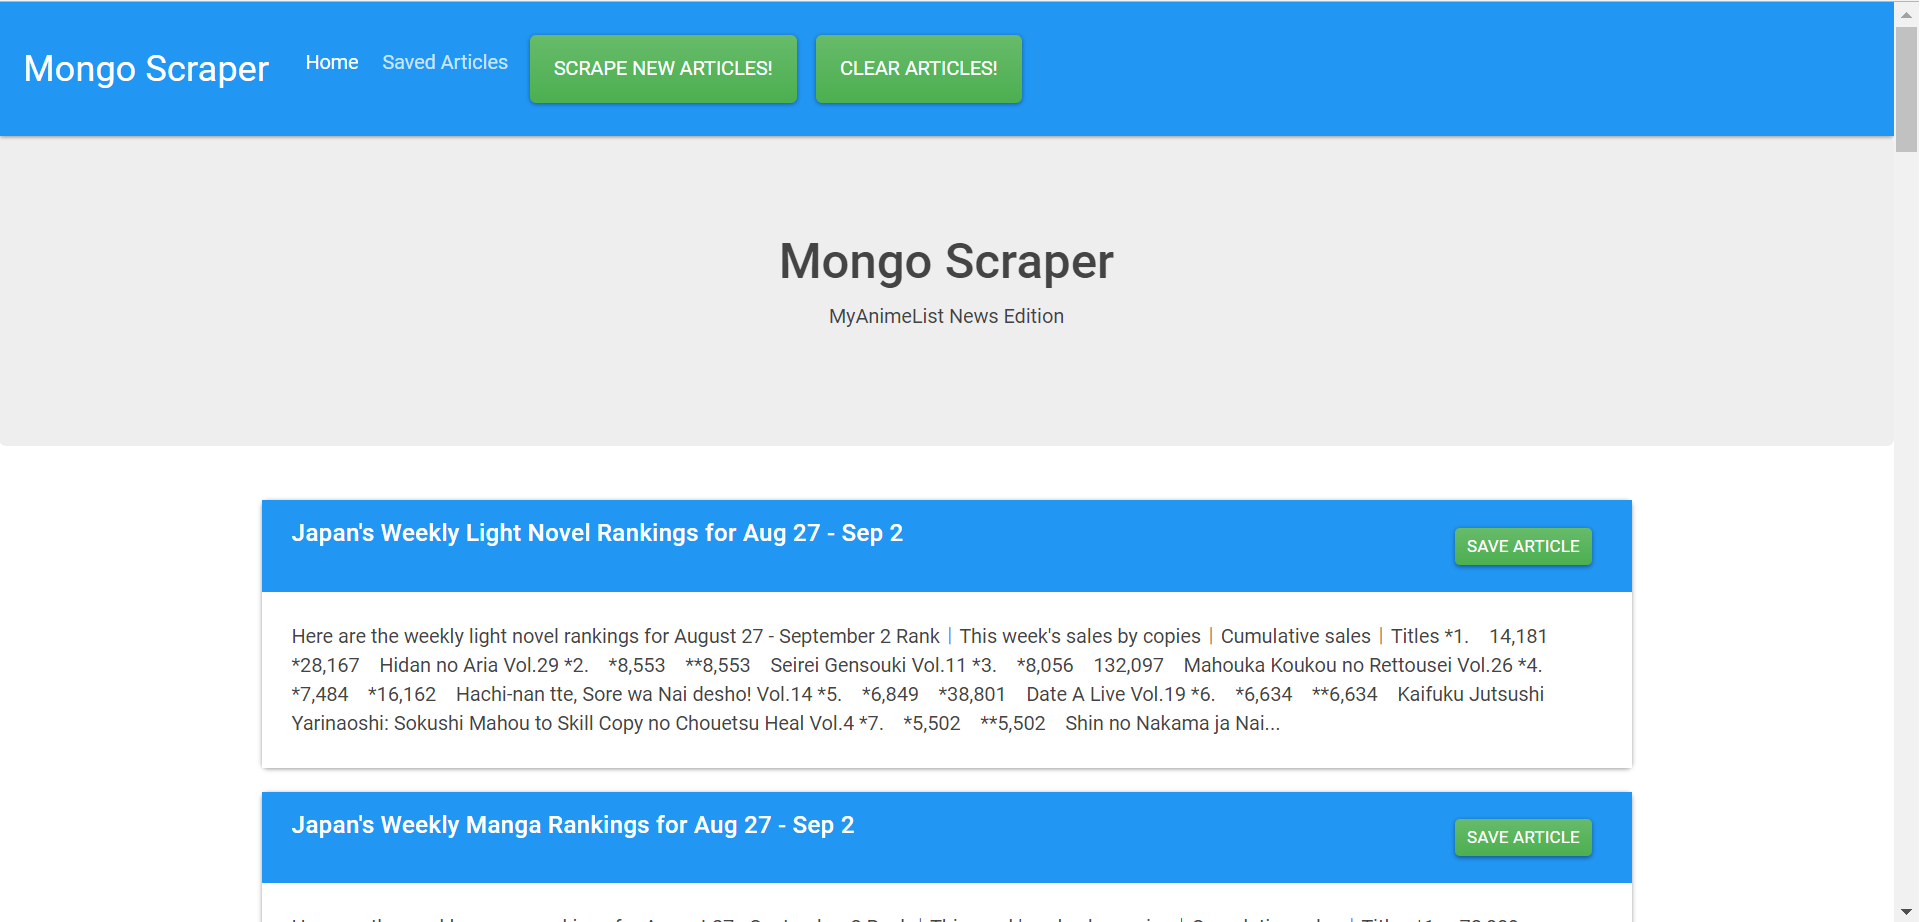 Mongo Scraper Home Saved Articles SCRAPE NEW ARTICLES! CLEAR ARTICLES!
Mongo Scraper
MyAnimeList News Edition
Japan's Weekly Light Novel Rankings for Aug 27 - Sep 2
SAVE ARTICLE
Here are the weekly light novel rankings for August 27 - September 2 Rank｜This week's sales by copies｜Cumulative sales｜Titles *1. 14,181
*28,167 Hidan no Aria Vol.29 *2. *8,553 **8,553 Seirei Gensouki Vol.11 *3. *8,056 132,097 Mahouka Koukou no Rettousei Vol.26 *4.
*7,484 *16,162 Hachi-nan tte, Sore wa Nai desho! Vol.14 *5. *6,849 *38,801 Date A Live Vol.19 *6. *6,634 **6,634 Kaifuku Jutsushi
Yarinaoshi: Sokushi Mahou to Skill Copy no Chouetsu Heal Vol.4 *7. *5,502 **5,502 Shin no Nakama ja Nai...
Japan's Weekly Manga Rankings for Aug 27 - Sep 2
SAVE ARTICLE